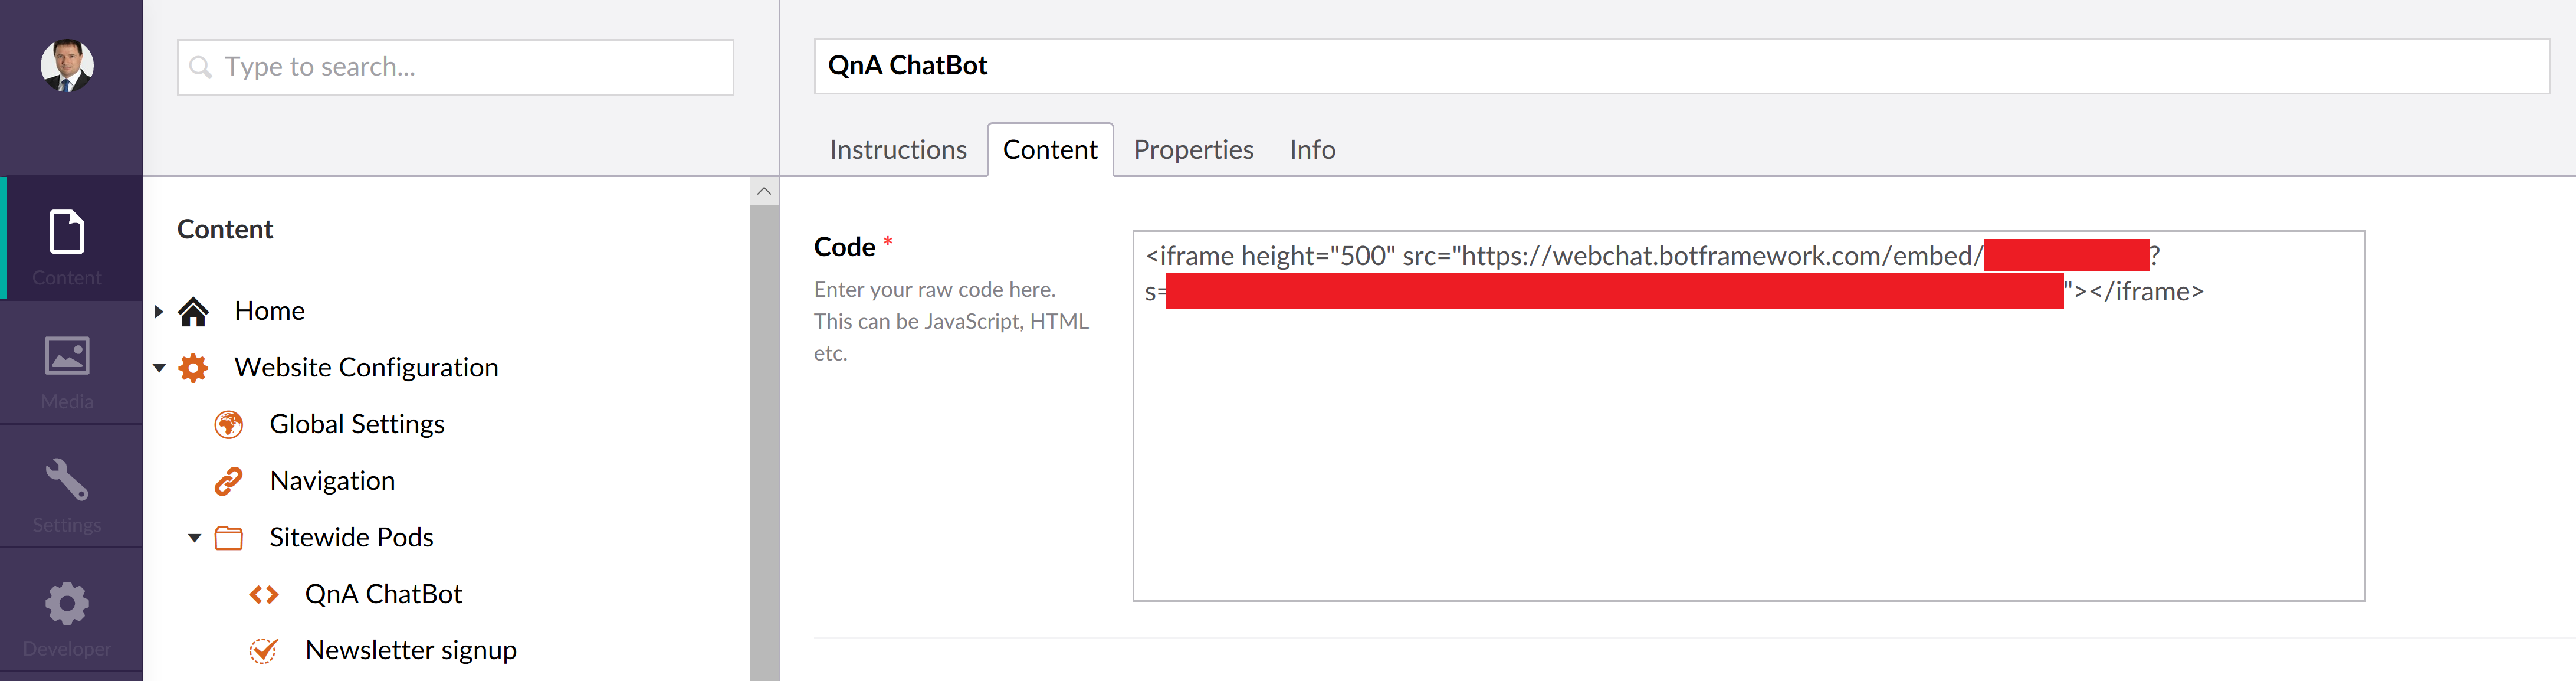 Type to search...
QnA ChatBot
Instructions
Content
Properties
Info
Content
Media
Settings
Developer
Content
Home
Website Configuration
Global Settings
Navigation
Sitewide Pods
QnA ChatBot
Newsletter signup
Code *
Enter your raw code here.
This can be JavaScript, HTML
etc.
<iframe height="500" src="https://webchat.botframework.com/embed/ ?
s= "></iframe>